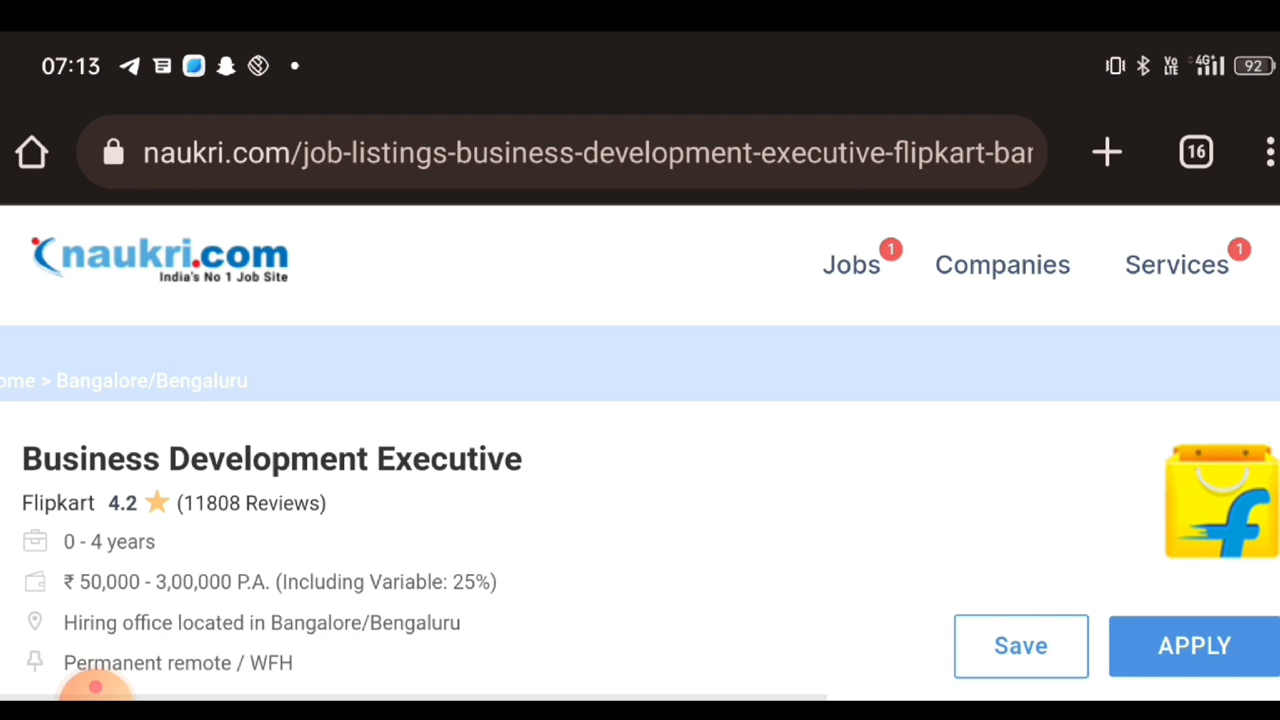 07:13
VO LTE 4G+ 92
naukri.com/job-listings-business-development-executive-flipkart-bar
16
naukri.com
India's No 1 Job Site
Jobs 1 Companies Services 1
ome > Bangalore/Bengaluru
Business Development Executive
Flipkart 4.2 ★ (11808 Reviews)
0 - 4 years
₹ 50,000 - 3,00,000 P.A. (Including Variable: 25%)
Hiring office located in Bangalore/Bengaluru
Permanent remote / WFH
Save APPLY